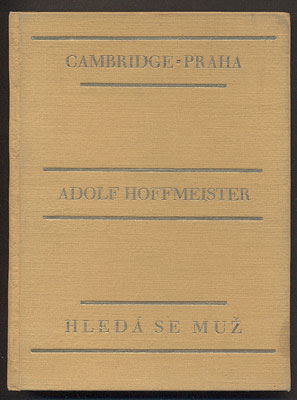 CAMBRIDGE-PRAHA
ADOLF HOFFMEISTER
HLEDÁ SE MUŽ